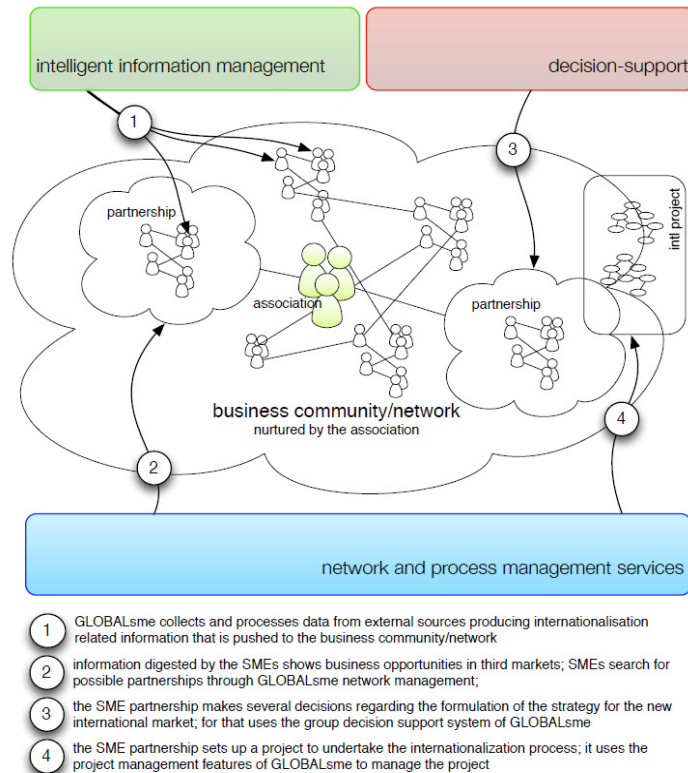 intelligent information management
decision-support
1
3
partnership
intl project
association
partnership
business community/network
nurtured by the association
4
2
network and process management services
1
GLOBALsme collects and processes data from external sources producing internationalisation
related information that is pushed to the business community/network
2
information digested by the SMEs shows business opportunities in third markets; SMEs search for
possible partnerships through GLOBALsme network management;
3
the SME partnership makes several decisions regarding the formulation of the strategy for the new
international market; for that uses the group decision support system of GLOBALsme
4
the SME partnership sets up a project to undertake the internationalization process; it uses the
project management features of GLOBALsme to manage the project